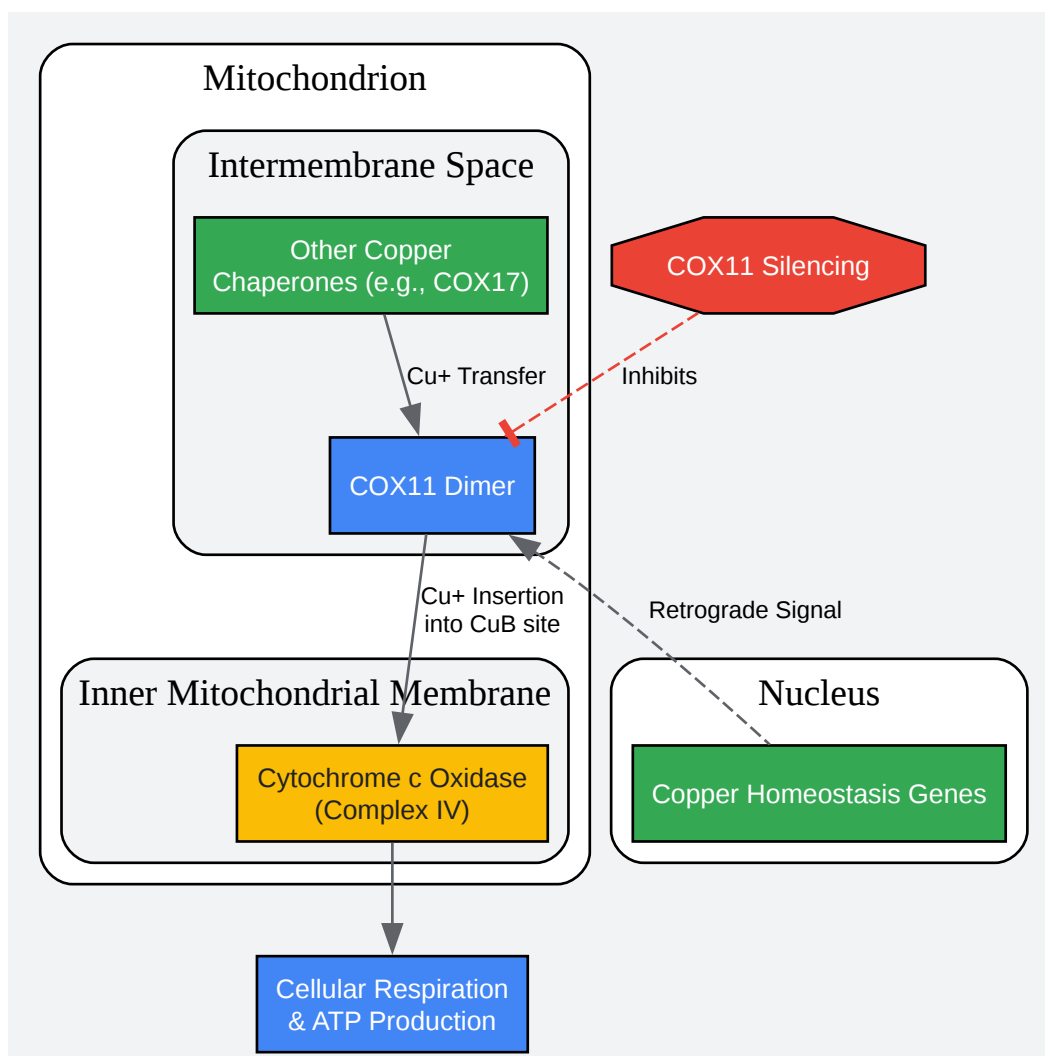 Mitochondrion
Intermembrane Space
Other Copper
Chaperones (e.g., COX17)
COX11 Silencing
Cu+ Transfer
Inhibits
COX11 Dimer
Cu+ Insertion
into CuB site
Retrograde Signal
Inner Mitochondrial Membrane
Nucleus
Cytochrome c Oxidase
(Complex IV)
Copper Homeostasis Genes
Cellular Respiration
& ATP Production